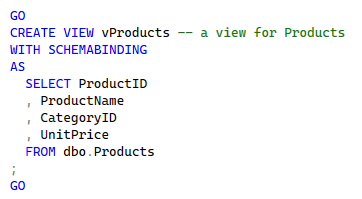 GO
CREATE VIEW vProducts -- a view for Products
WITH SCHEMABINDING
AS
  SELECT ProductID
  , ProductName
  , CategoryID
  , UnitPrice
  FROM dbo.Products
;
GO